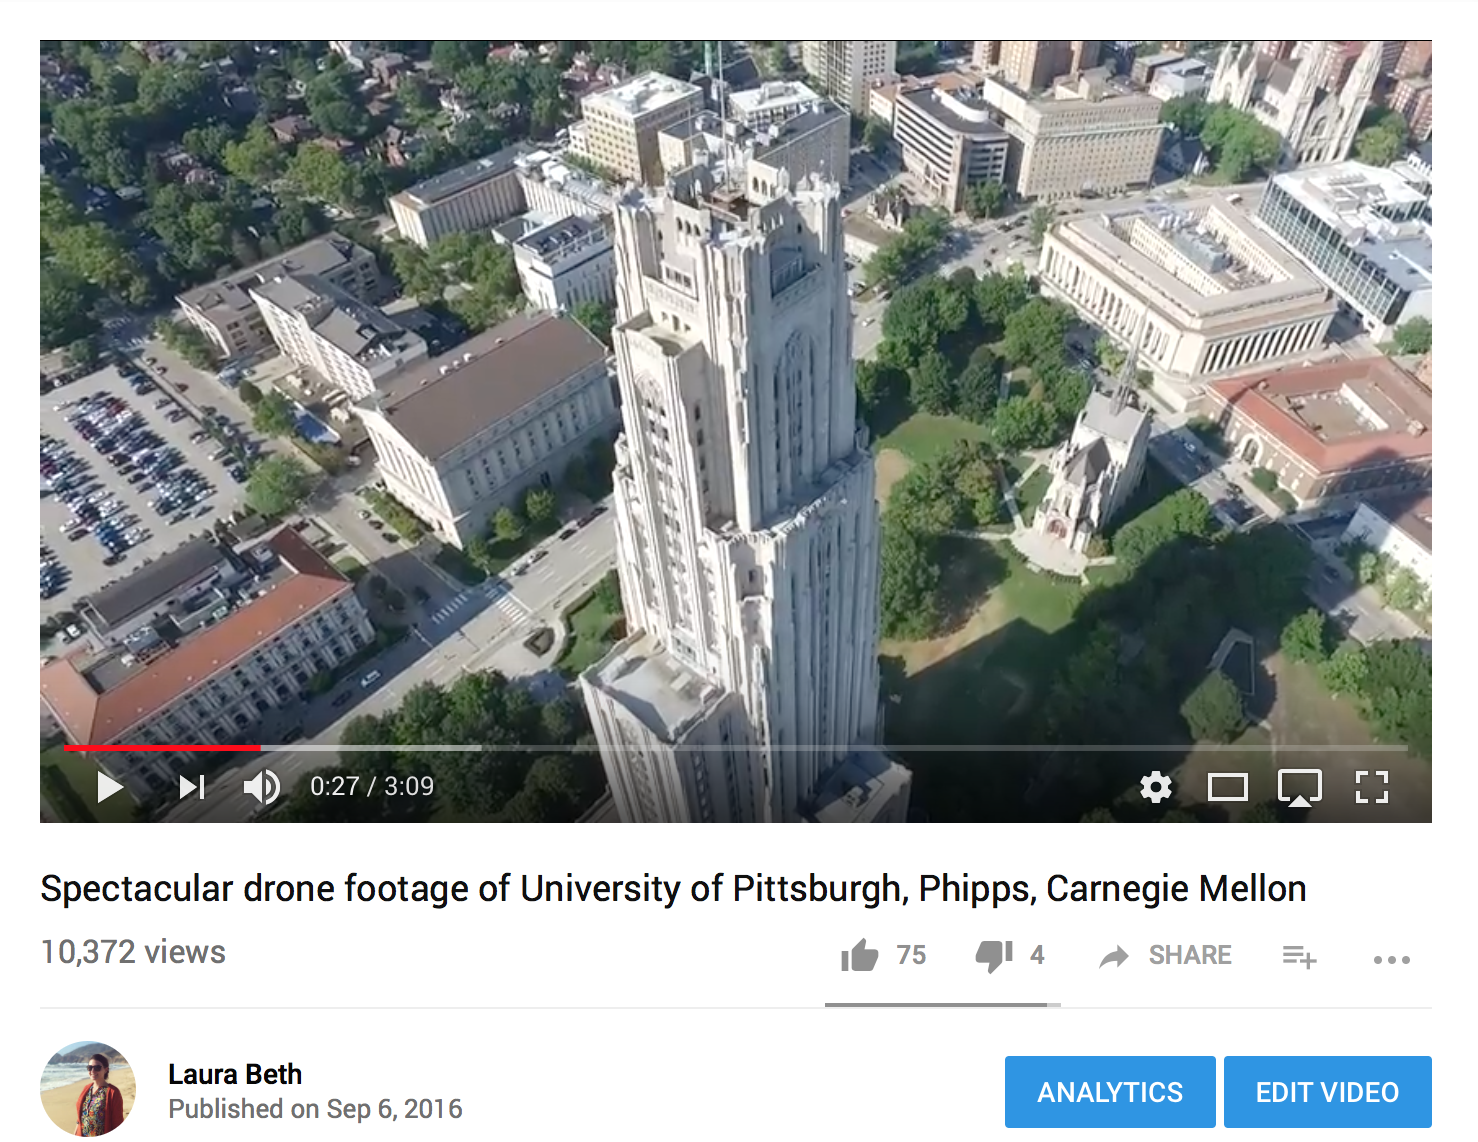 0:27 / 3:09
Spectacular drone footage of University of Pittsburgh, Phipps, Carnegie Mellon
10,372 views
75
4
SHARE
Laura Beth
Published on Sep 6, 2016
ANALYTICS
EDIT VIDEO